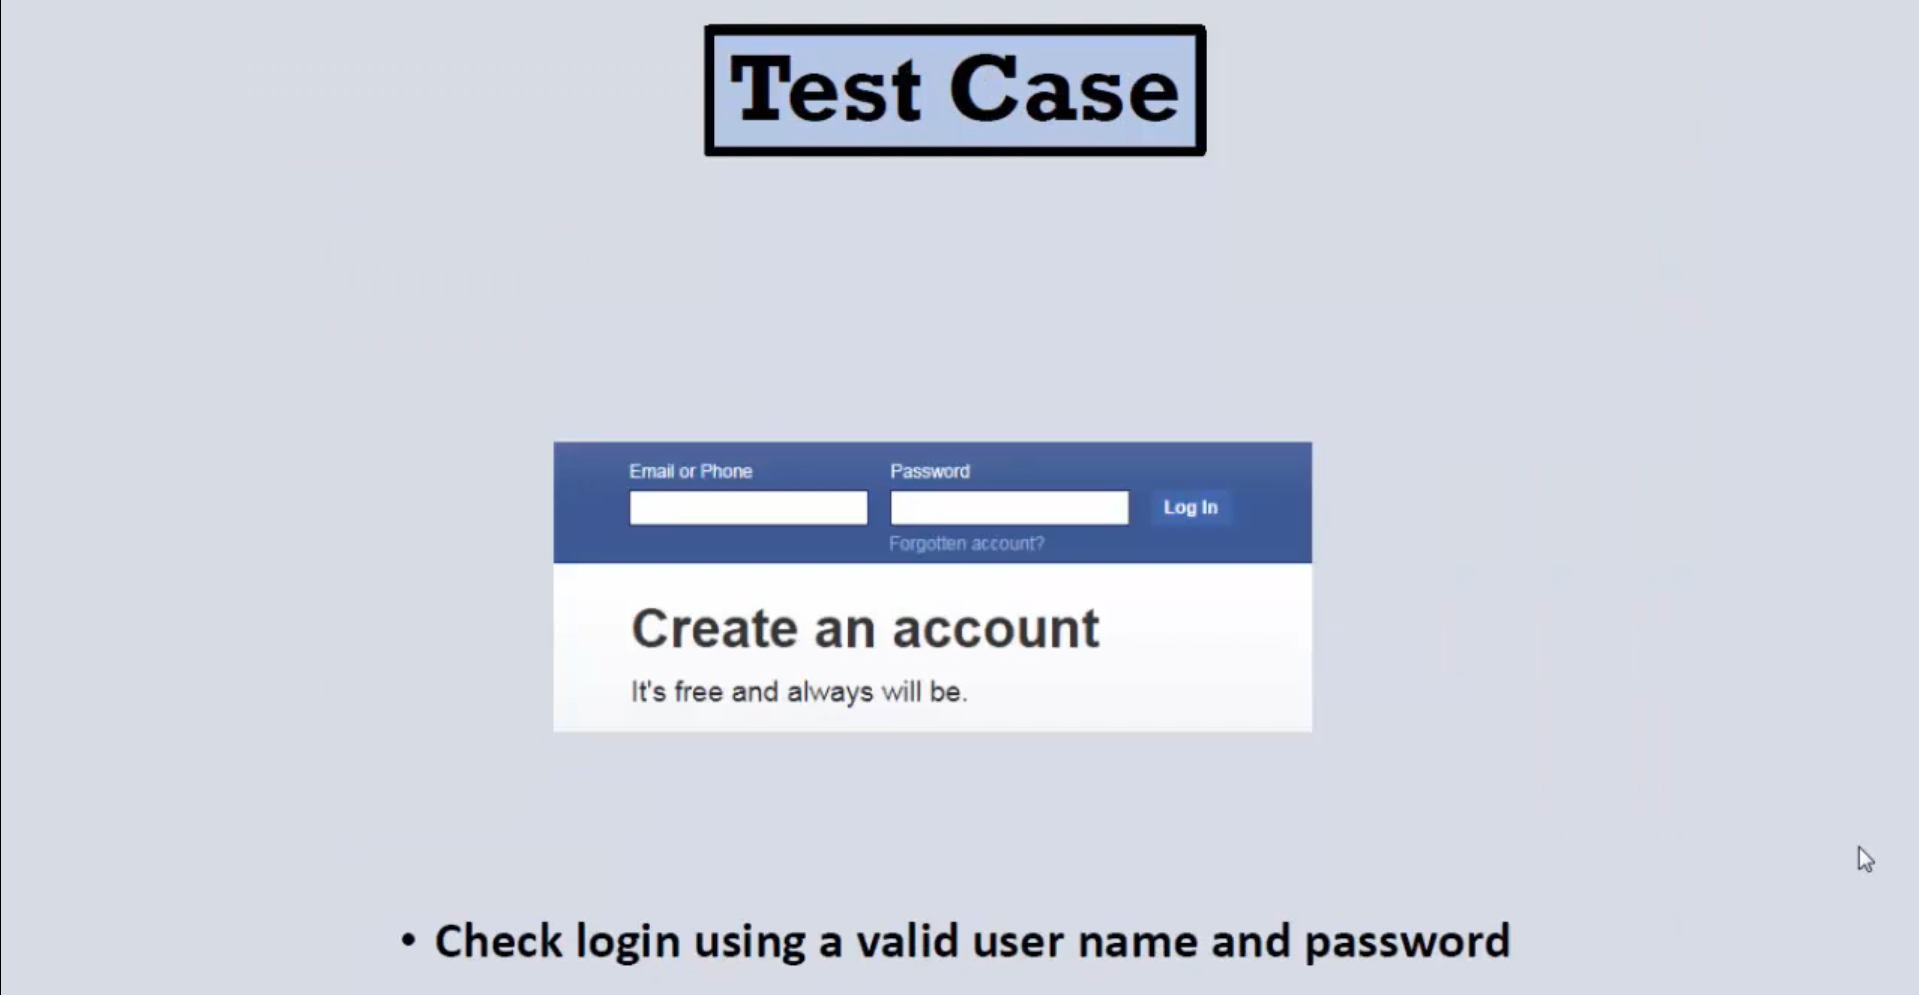 Test Case
Email or Phone Password
Log In
Forgotten account?
Create an account
It's free and always will be.
• Check login using a valid user name and password